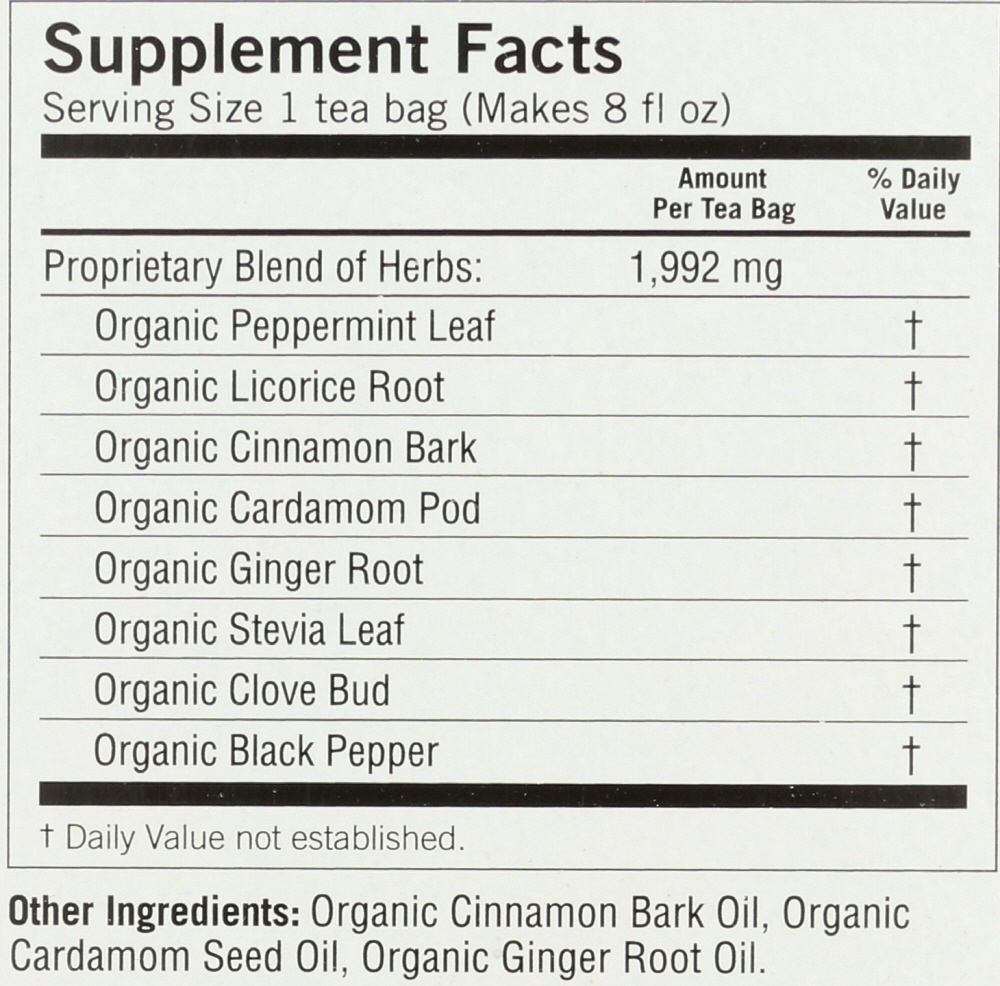 Supplement Facts
Serving Size 1 tea bag (Makes 8 fl oz)
Amount Per Tea Bag % Daily Value
Proprietary Blend of Herbs: 1,992 mg
Organic Peppermint Leaf †
Organic Licorice Root †
Organic Cinnamon Bark †
Organic Cardamom Pod †
Organic Ginger Root †
Organic Stevia Leaf †
Organic Clove Bud †
Organic Black Pepper †
† Daily Value not established.
Other Ingredients: Organic Cinnamon Bark Oil, Organic
Cardamom Seed Oil, Organic Ginger Root Oil.